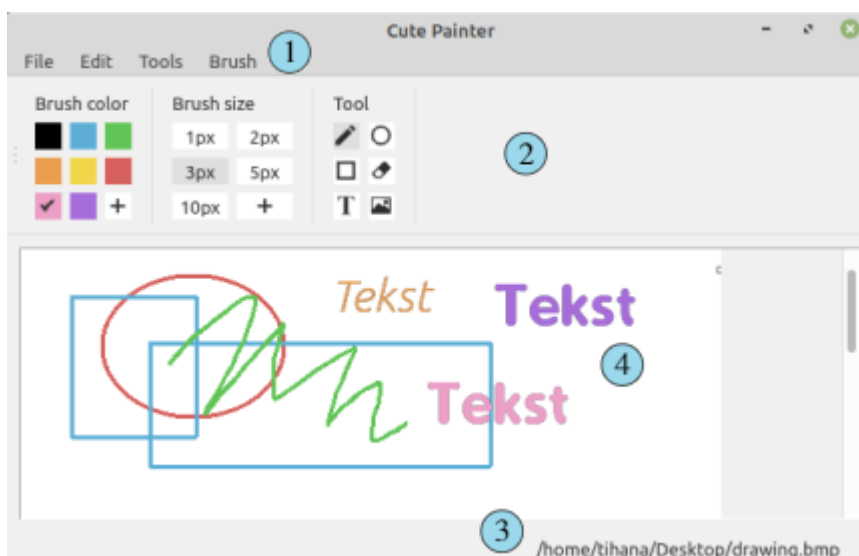 Cute Painter
File Edit Tools Brush
1
Brush color Brush size Tool
1px 2px
2
3px 5px
10px +
T
Tekst
Tekst
4
Tekst
3
/home/tihana/Desktop/drawing.bmp